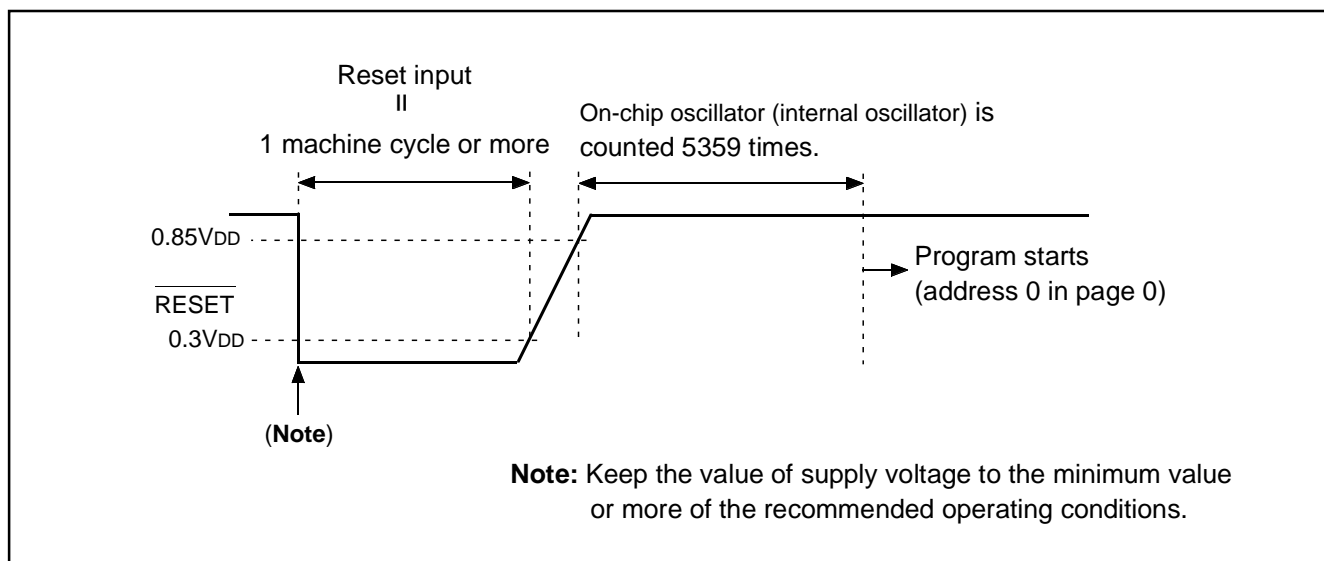 Reset input
=
1 machine cycle or more
On-chip oscillator (internal oscillator) is
counted 5359 times.
0.85VDD
RESET
0.3VDD
Program starts
(address 0 in page 0)
(Note)
Note: Keep the value of supply voltage to the minimum value
or more of the recommended operating conditions.